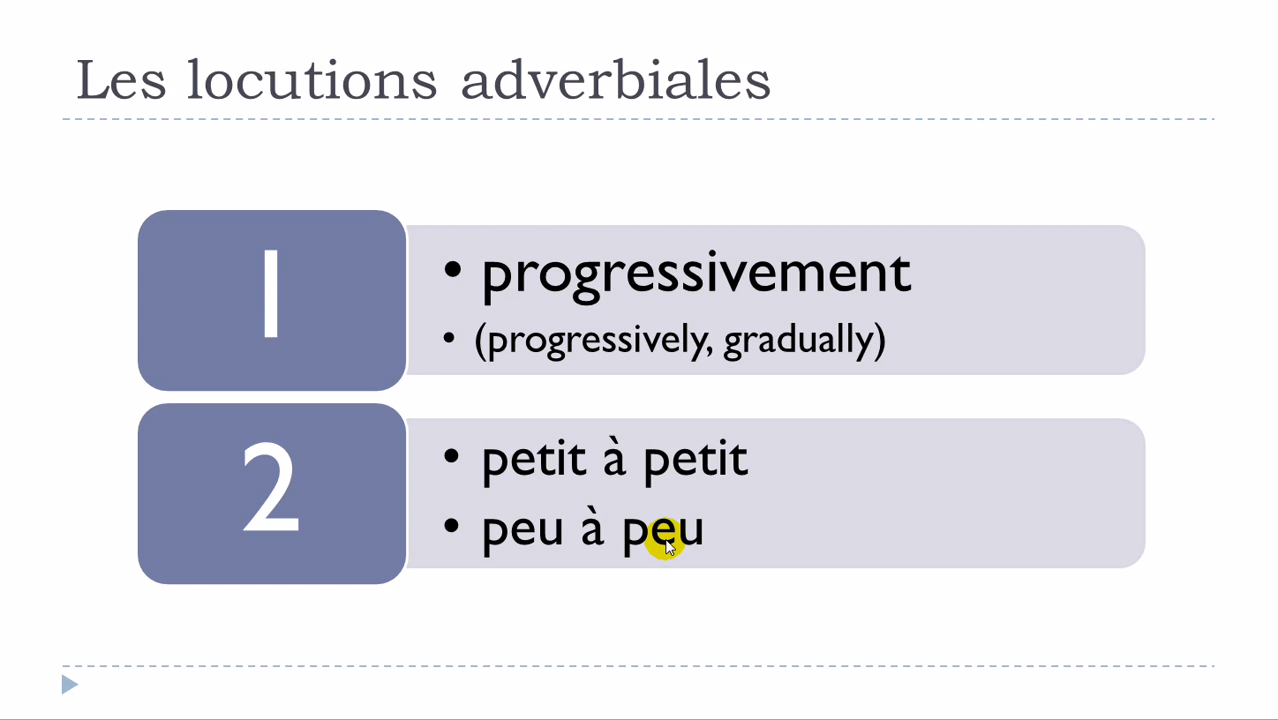 Les locutions adverbiales
1
• progressivement
• (progressively, gradually)
2
• petit à petit
• peu à peu